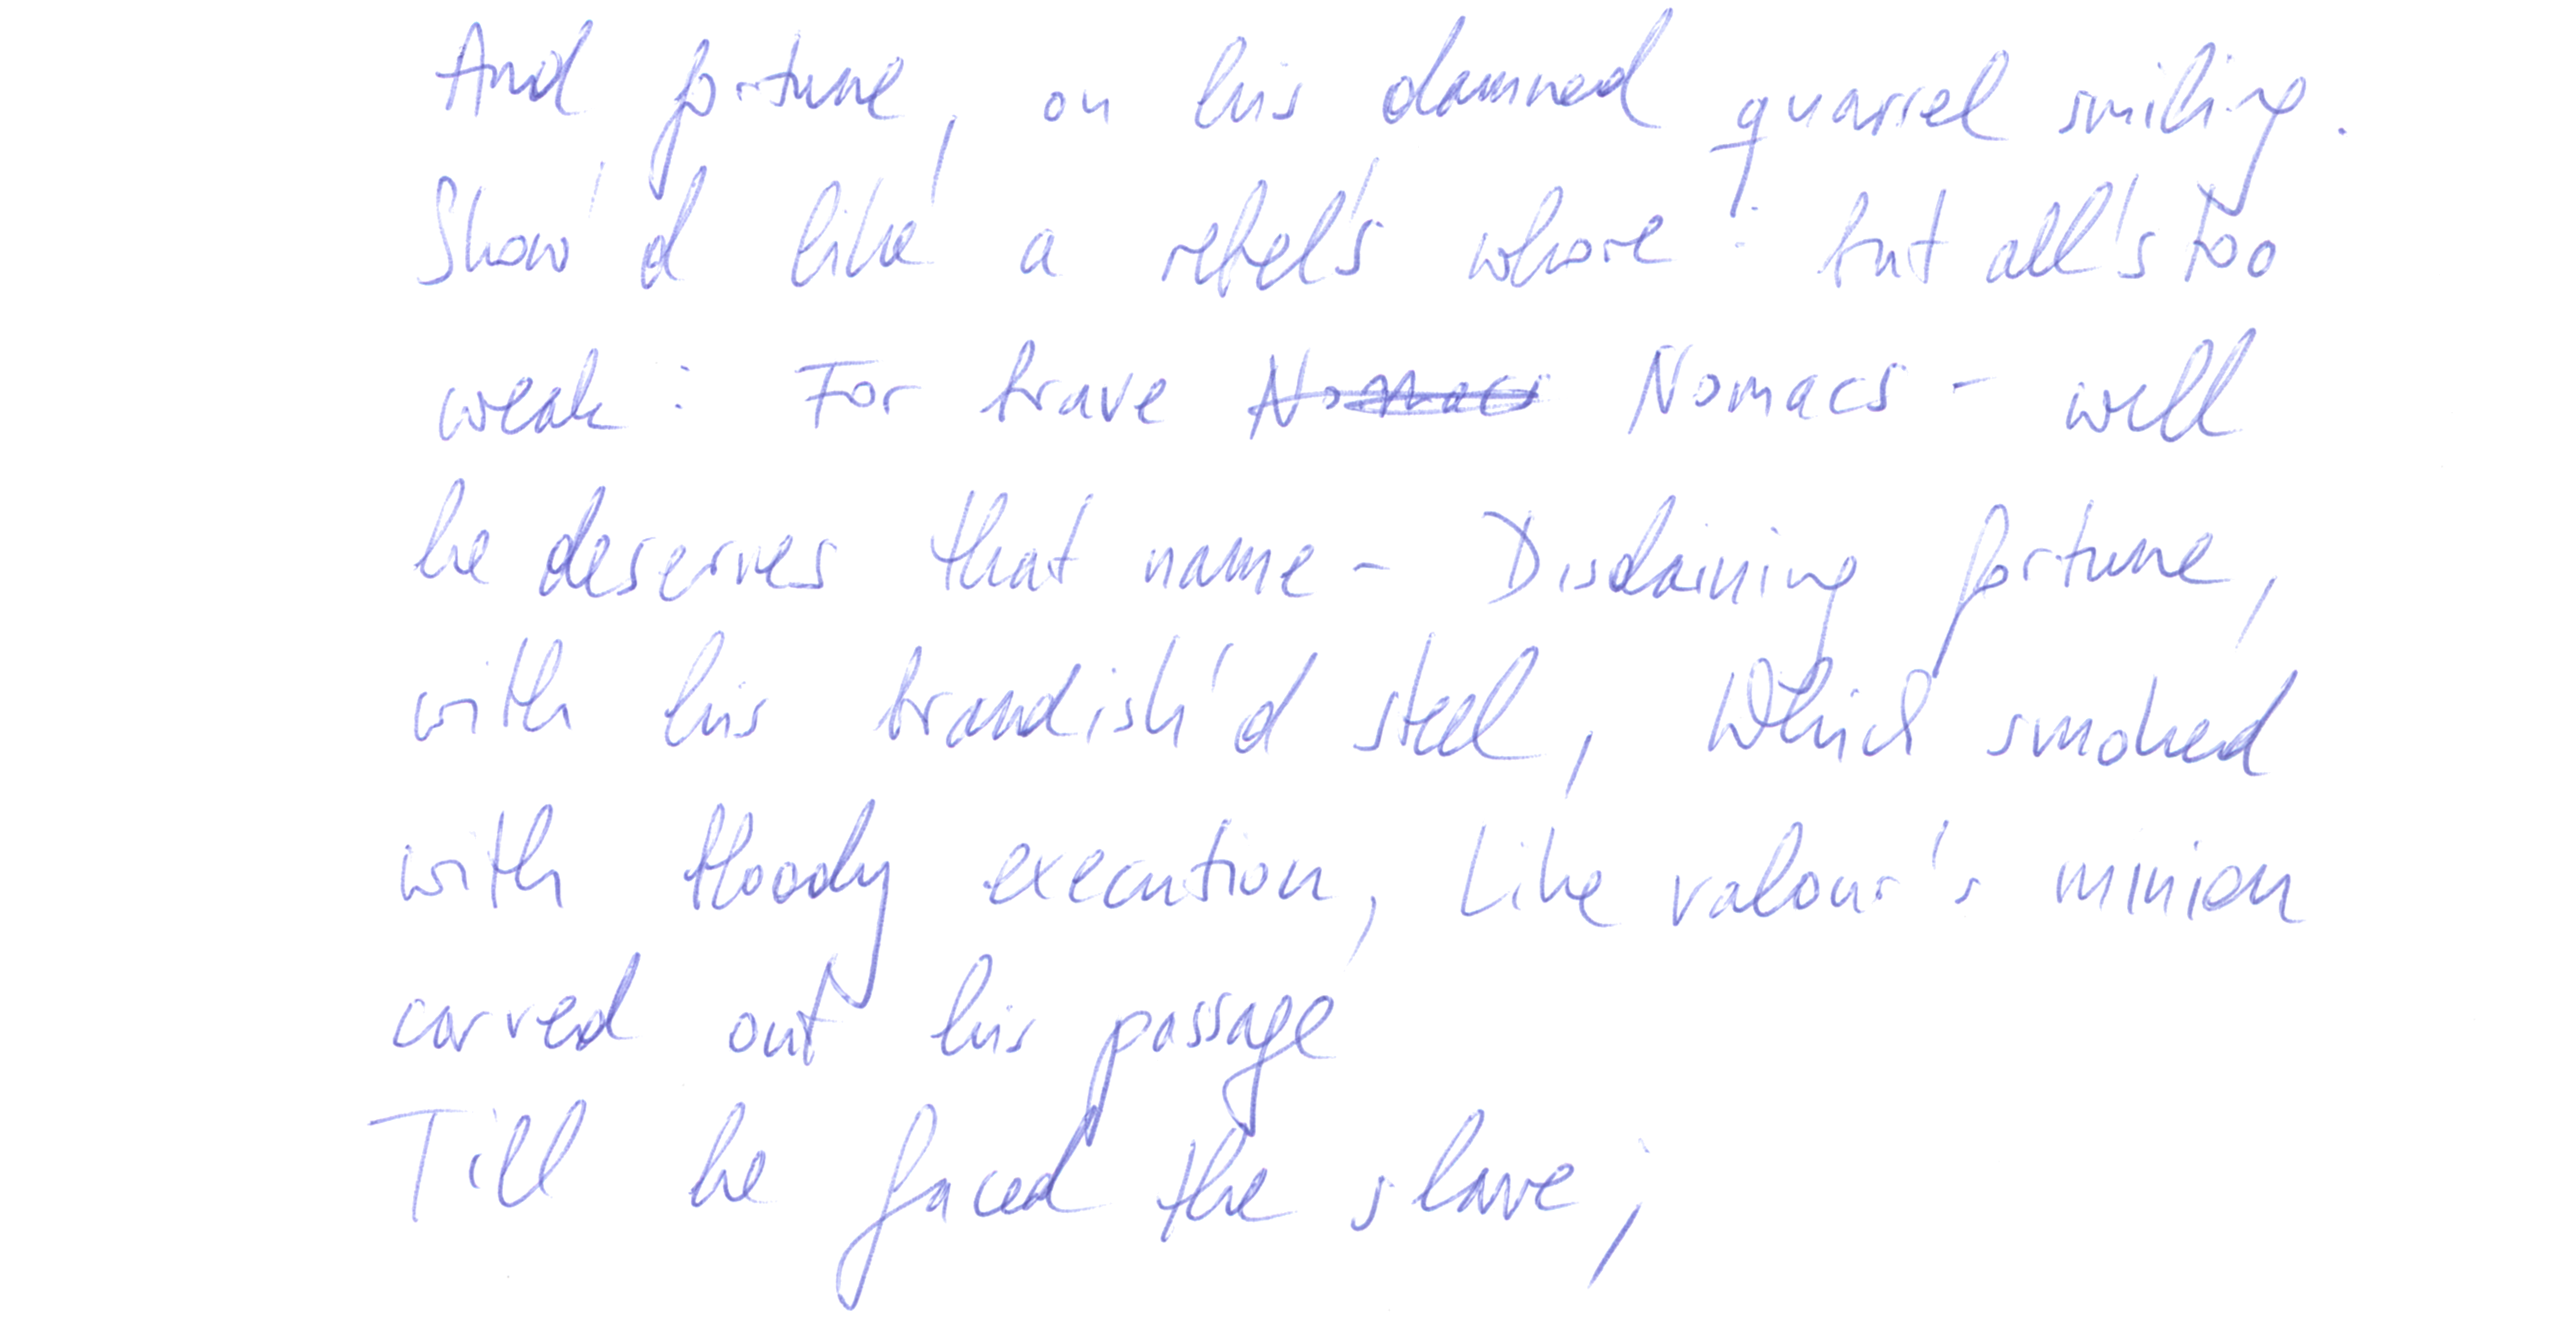 And fortune, on his damned quarrel smiling.
Show'd like a rebel's whore: but all's too
weak: For brave Nomacs Nomacs - well
he deserves that name - Disdaining fortune,
with his brandish'd steel, Which smoked
with bloody execution, Like valour's minion
carved out his passage
Till he faced the slave;